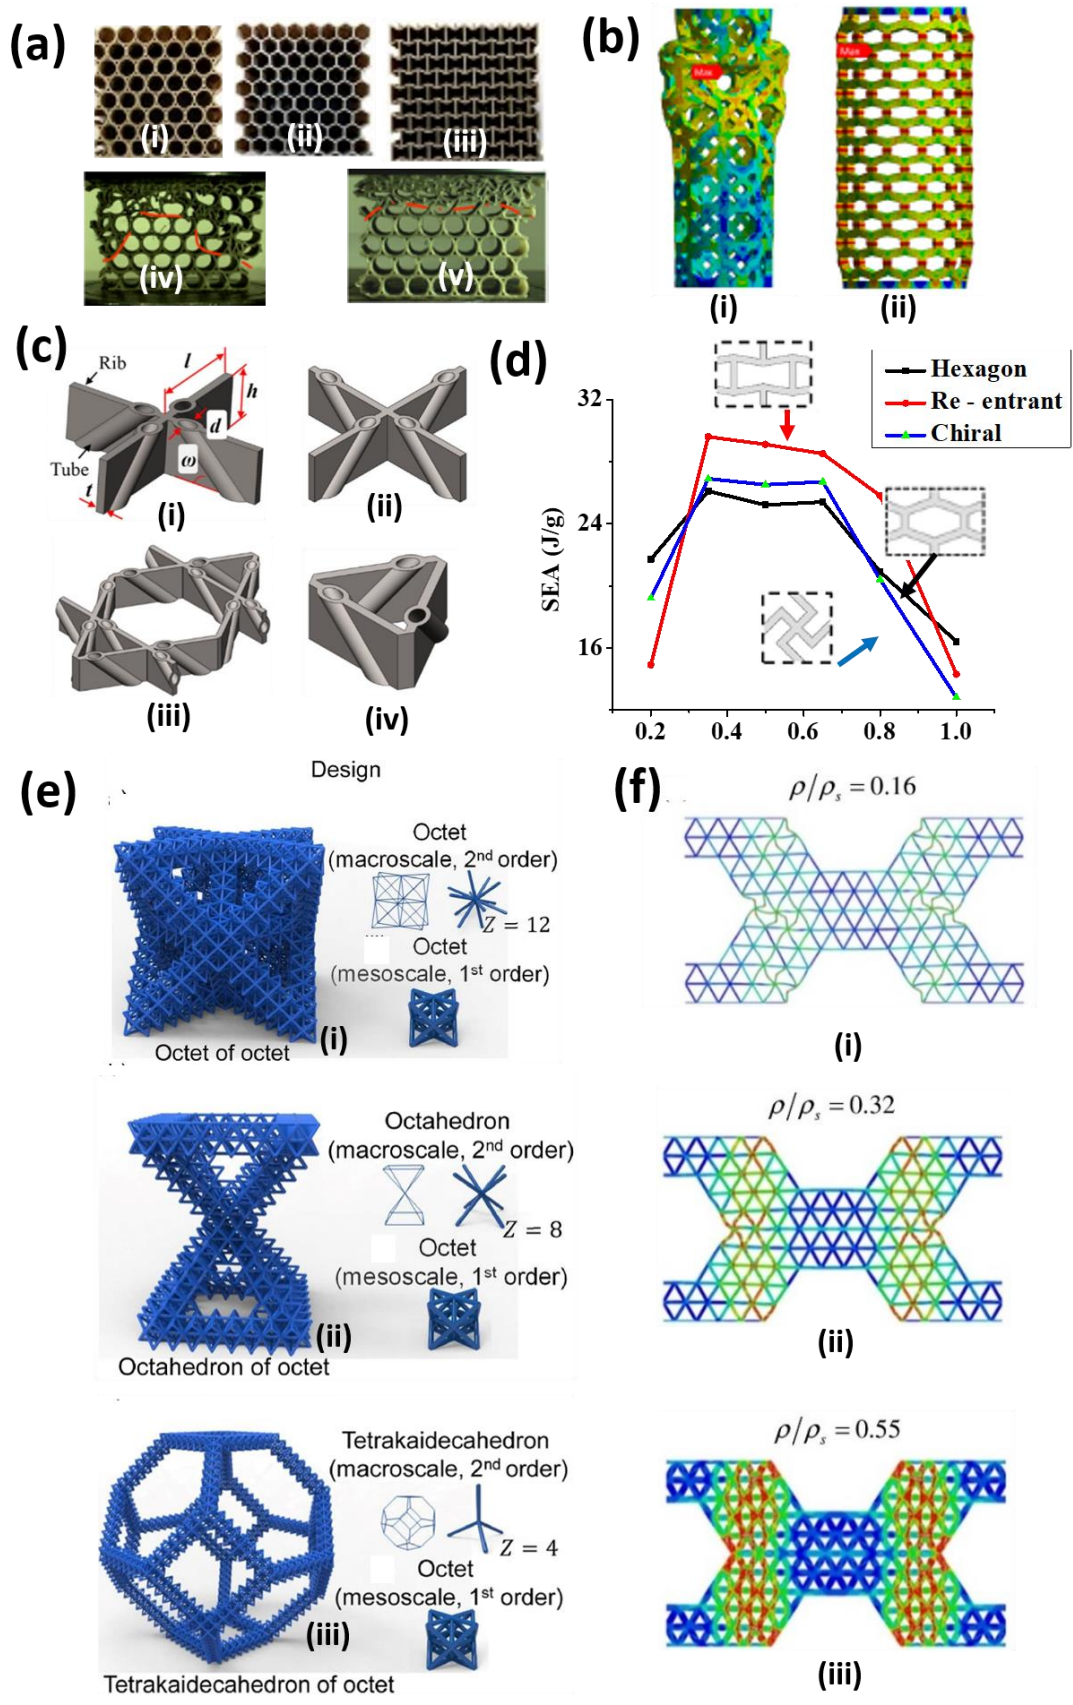 (a)
(i)
(ii)
(iii)
(iv)
(v)
(b)
Max
Max
(i)
(ii)
(c)
Rib
Tube
l
h
d
ω
t
(i)
(ii)
(iii)
(iv)
(d)
Hexagon
Re - entrant
Chiral
SEA (J/g)
32
24
16
0.2
0.4
0.6
0.8
1.0
(e)
Design
Octet
(macroscale, 2nd order)
Z = 12
Octet
(mesoscale, 1st order)
(i)
Octet of octet
Octahedron
(macroscale, 2nd order)
Z = 8
Octet
(mesoscale, 1st order)
(ii)
Octahedron of octet
Tetrakaidecahedron
(macroscale, 2nd order)
Z = 4
Octet
(mesoscale, 1st order)
(iii)
Tetrakaidecahedron of octet
(f)
ρ/ρs = 0.16
(i)
ρ/ρs = 0.32
(ii)
ρ/ρs = 0.55
(iii)